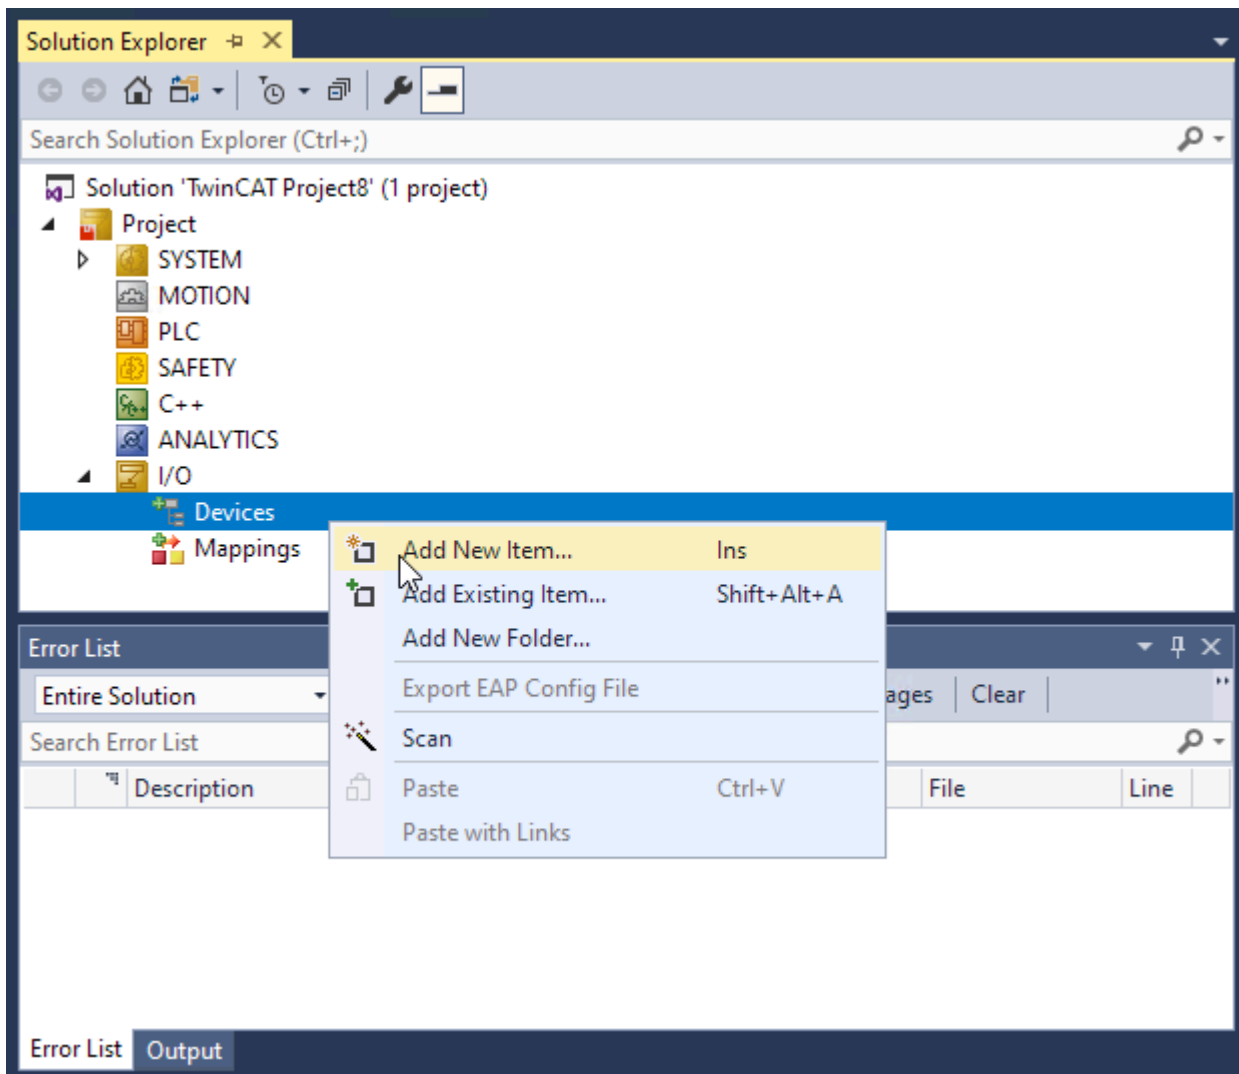 Solution Explorer
Search Solution Explorer (Ctrl+;)
Solution 'TwinCAT Project8' (1 project)
Project
SYSTEM
MOTION
PLC
SAFETY
C++
ANALYTICS
I/O
Devices
Mappings
Add New Item... Ins
Add Existing Item... Shift+Alt+A
Add New Folder...
Export EAP Config File
Scan
Paste Ctrl+V
Paste with Links
Error List
Entire Solution ages Clear
Search Error List
Description File Line
Error List Output